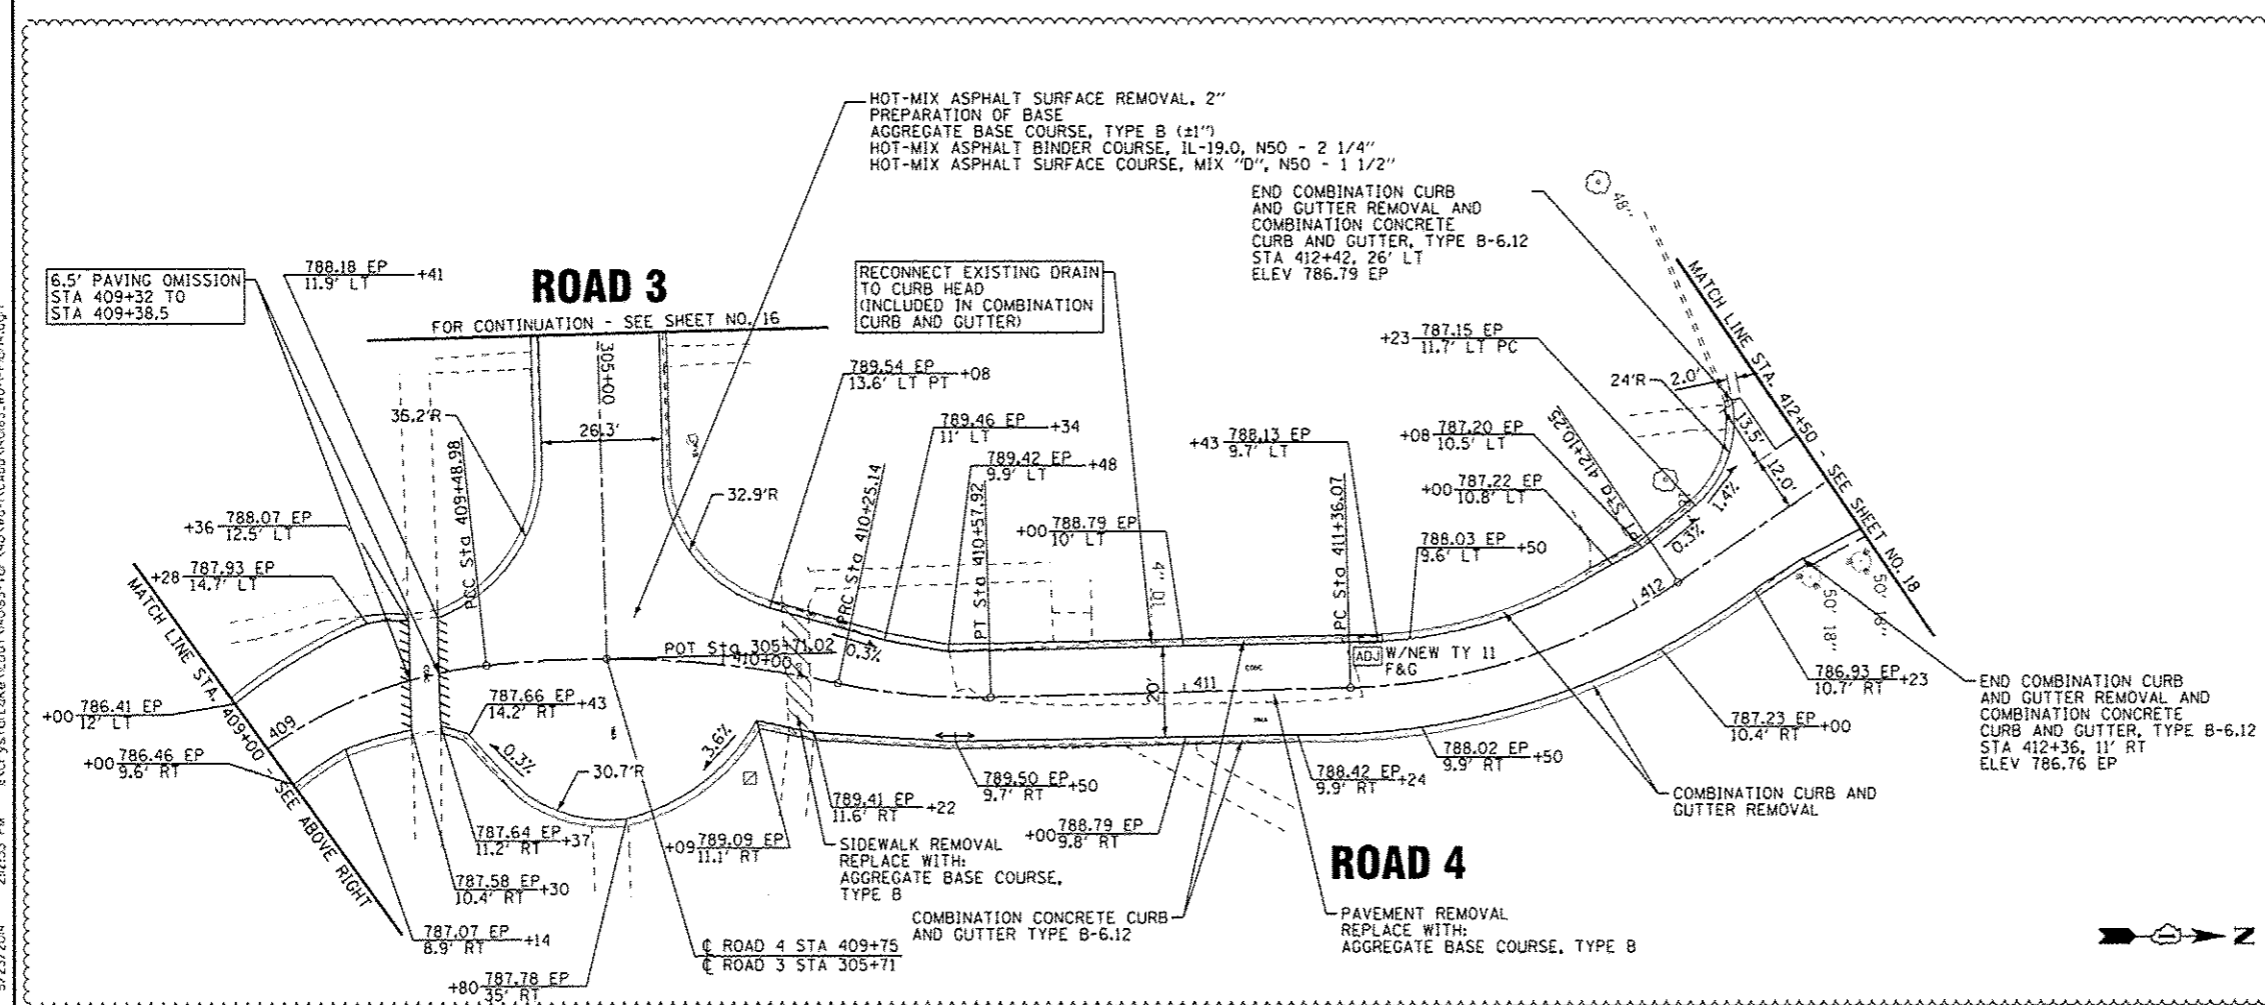 HOT-MIX ASPHALT SURFACE REMOVAL, 2"
PREPARATION OF BASE
AGGREGATE BASE COURSE, TYPE B (±1")
HOT-MIX ASPHALT BINDER COURSE, IL-19.0, N50 - 2 1/4"
HOT-MIX ASPHALT SURFACE COURSE, MIX "D", N50 - 1 1/2"
END COMBINATION CURB
AND GUTTER REMOVAL AND
COMBINATION CONCRETE
CURB AND GUTTER, TYPE B-6.12
STA 412+42, 26' LT
ELEV 786.79 EP
48"
6.5' PAVING OMISSION
STA 409+32 TO
STA 409+38.5
788.18 EP +41
11.9' LT
ROAD 3
FOR CONTINUATION - SEE SHEET NO. 16
305+00
RECONNECT EXISTING DRAIN
TO CURB HEAD
(INCLUDED IN COMBINATION
CURB AND GUTTER)
MATCH LINE STA. 412+50 - SEE SHEET NO. 18
+23 787.15 EP
11.7' LT PC
789.54 EP +08
13.6' LT PT
24'R
2.0'
13.5'
12.0'
35.2'R
26.3'
789.46 EP +34
11' LT
+43 788.13 EP
9.7' LT
+08 787.20 EP
10.5' LT
PT Sta 412+10.25
789.42 EP +48
9.9' LT
+00 787.22 EP
10.8' LT
1.4%
0.3%
32.9'R
PCC Sta 409+48.98
PRC Sta 410+25.14
PT Sta 410+57.92
PC Sta 411+36.07
+36 788.07 EP
12.5' LT
+00 788.79 EP
10' LT
788.03 EP +50
9.6' LT
+28 787.93 EP
14.7' LT
4" DI
412
50' 18"
50' 18"
MATCH LINE STA. 409+00 - SEE ABOVE RIGHT
POT Sta 305+71.02
410+00
0.3%
ADJ W/NEW TY 11
F&G
411
20'
786.93 EP +23
10.7' RT
END COMBINATION CURB
AND GUTTER REMOVAL AND
COMBINATION CONCRETE
CURB AND GUTTER, TYPE B-6.12
STA 412+36, 11' RT
ELEV 786.76 EP
+00 786.41 EP
12' LT
409
787.66 EP +43
14.2' RT
787.23 EP +00
10.4' RT
+00 786.46 EP
9.6' RT
0.3%
3.6%
30.7'R
788.02 EP +50
9.9' RT
789.50 EP +50
9.7' RT
788.42 EP +24
9.9' RT
COMBINATION CURB AND
GUTTER REMOVAL
789.41 EP +22
11.6' RT
787.64 EP +37
11.2' RT
+09 789.09 EP
11.1' RT
+00 788.79 EP
9.8' RT
SIDEWALK REMOVAL
REPLACE WITH:
AGGREGATE BASE COURSE,
TYPE B
ROAD 4
787.58 EP +30
10.4' RT
COMBINATION CONCRETE CURB
AND GUTTER TYPE B-6.12
PAVEMENT REMOVAL
REPLACE WITH:
AGGREGATE BASE COURSE, TYPE B
787.07 EP +14
8.9' RT
℄ ROAD 4 STA 409+75
℄ ROAD 3 STA 305+71
+80 787.78 EP
35' RT
Z